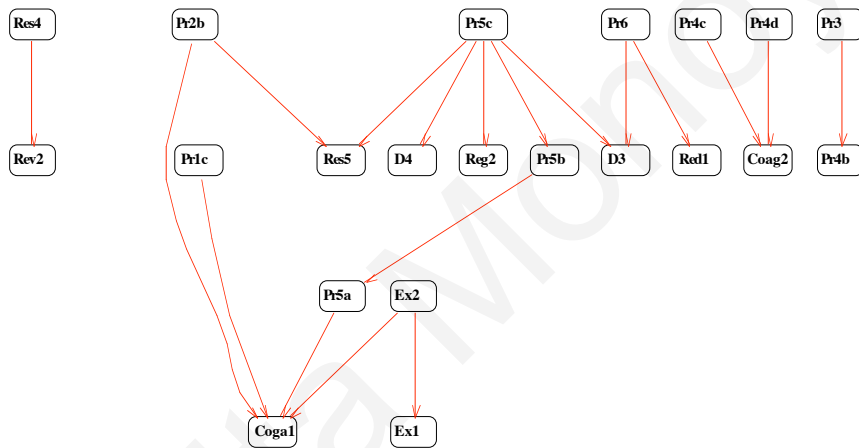 Res4 Pr2b Pr5c Pr6 Pr4c Pr4d Pr3
Rev2 Pr1c Res5 D4 Reg2 Pr5b D3 Red1 Coag2 Pr4b
Pr5a Ex2
Coga1 Ex1